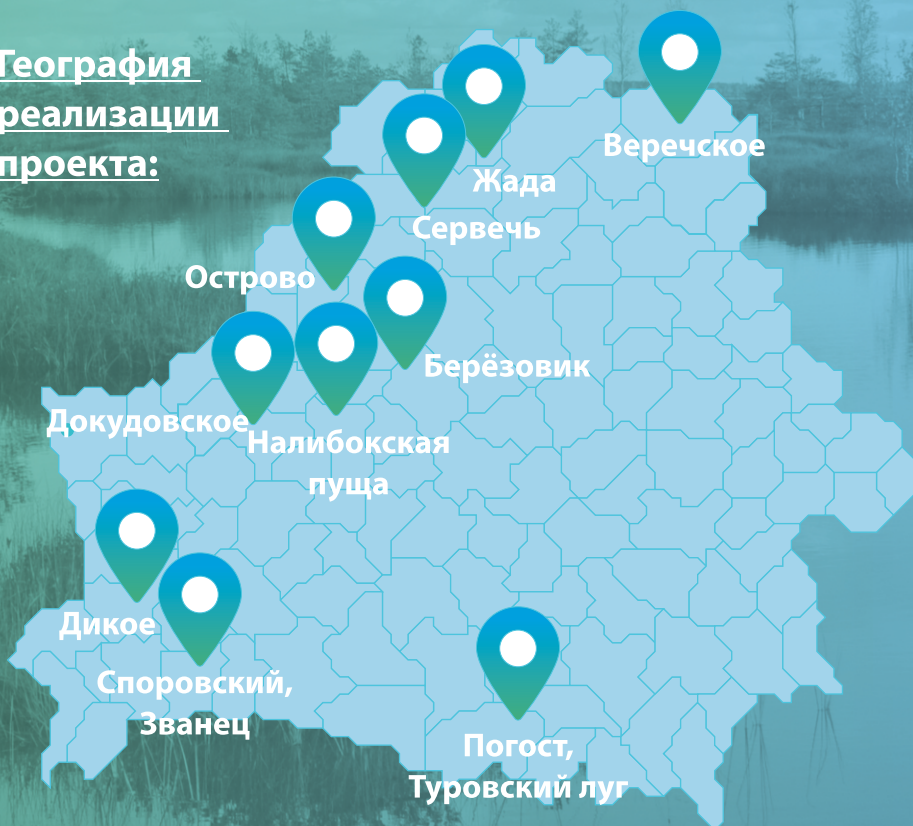 География
реализации
проекта:
Веречское
Жада
Сервечь
Острово
Берёзовик
Докудовское
Налибокская
пуща
Дикое
Споровский,
Званец
Погост,
Туровский луг